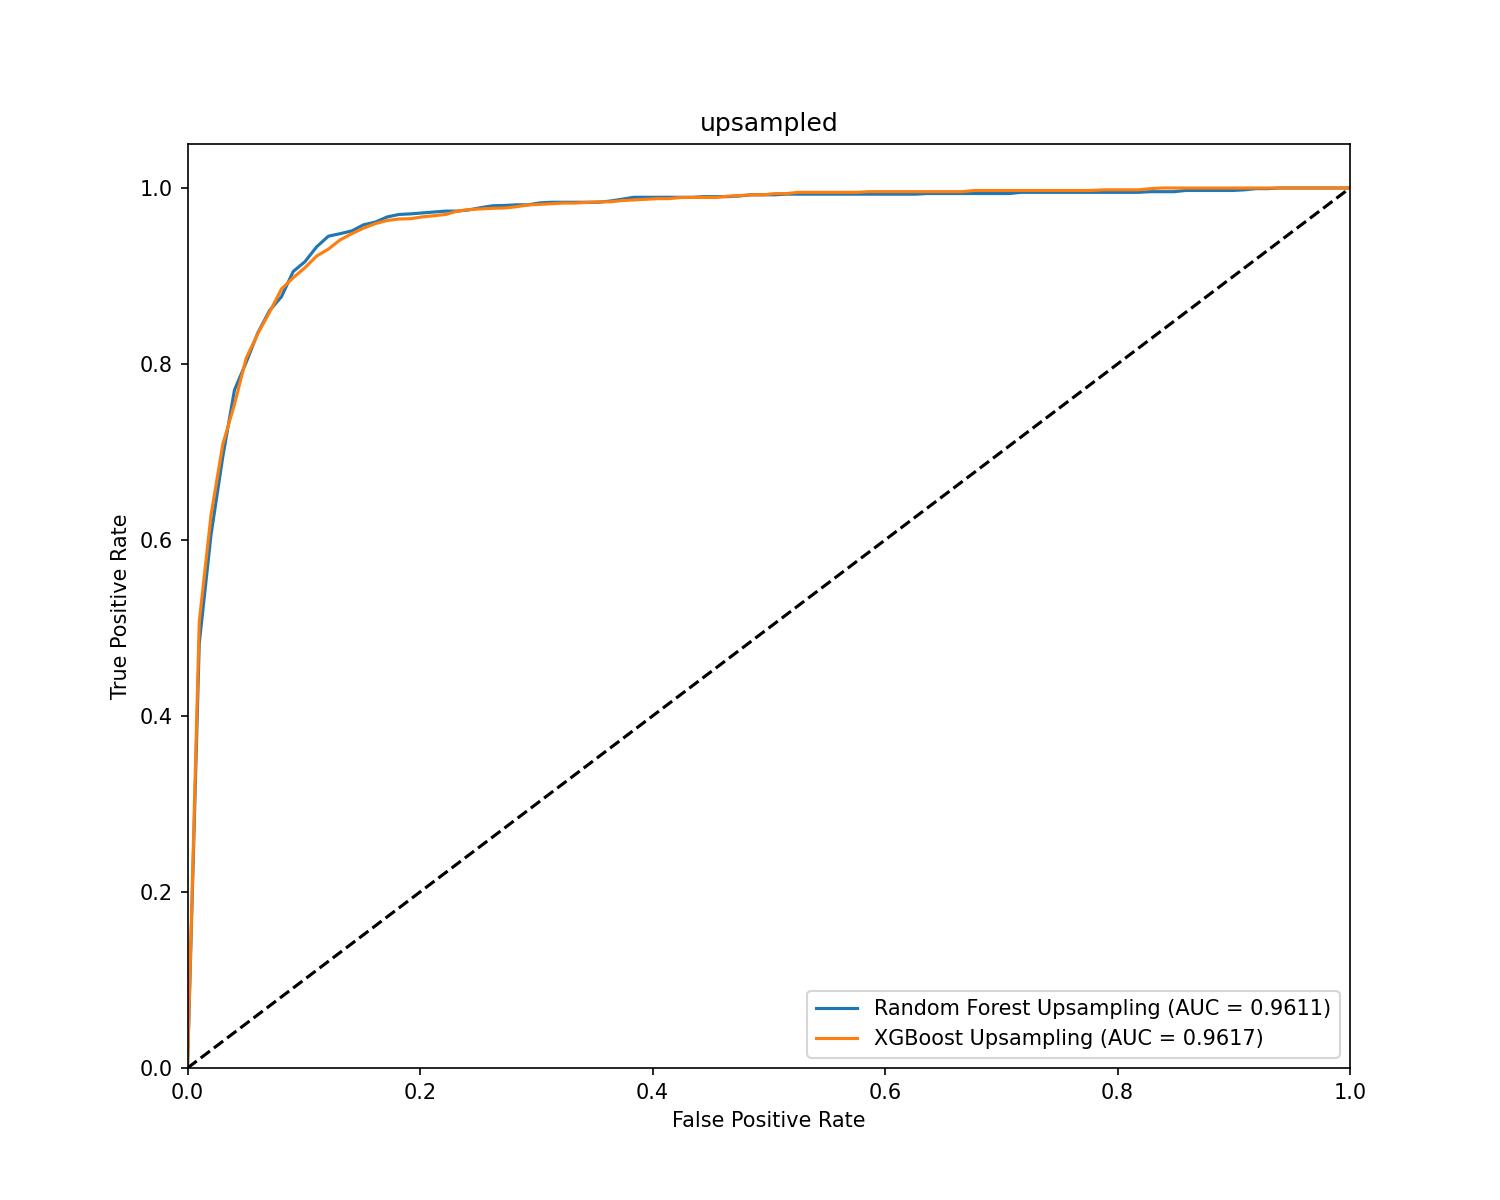 upsampled
1.0
0.8
0.6
0.4
0.2
0.0
True Positive Rate
0.0 0.2 0.4 0.6 0.8 1.0
False Positive Rate
Random Forest Upsampling (AUC = 0.9611)
XGBoost Upsampling (AUC = 0.9617)